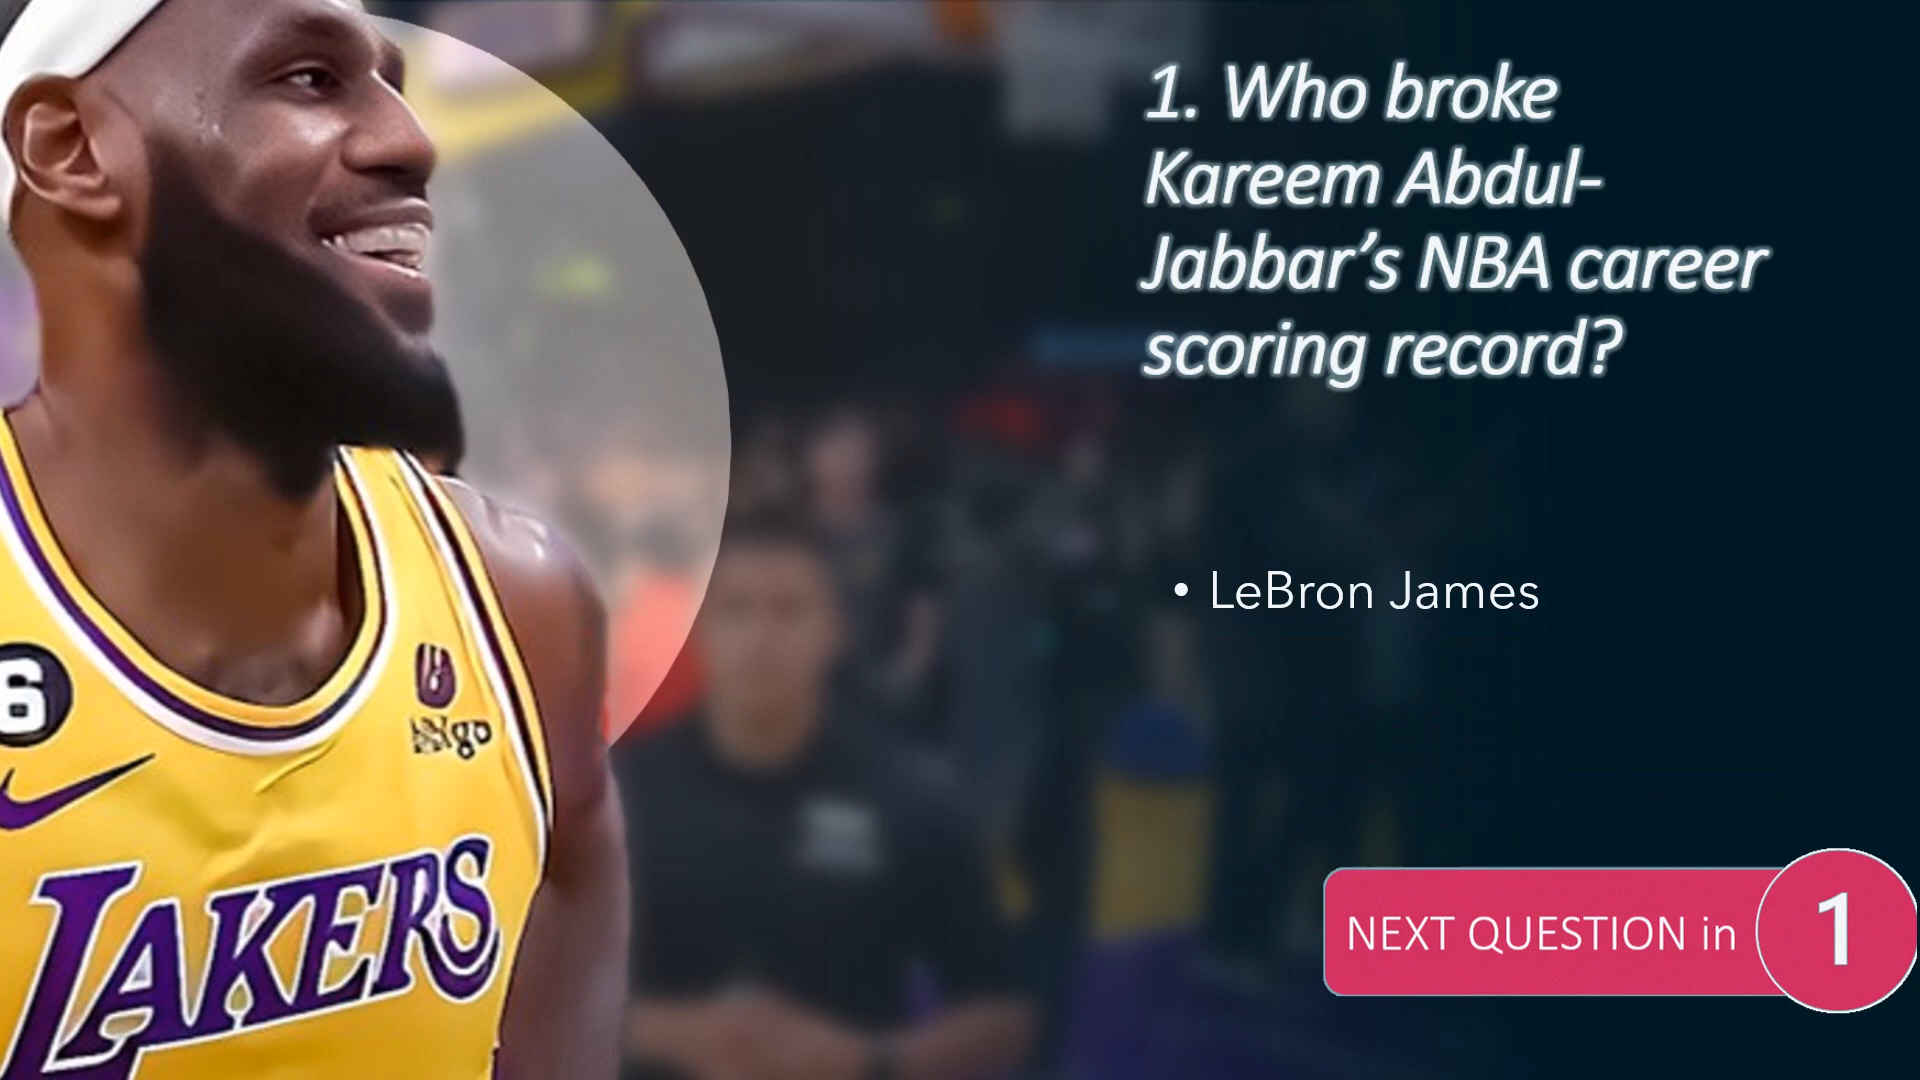 1. Who broke
Kareem Abdul-
Jabbar’s NBA career
scoring record?
• LeBron James
6
LAKERS
NEXT QUESTION in
1